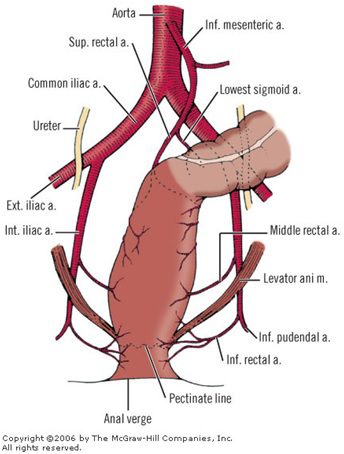 Aorta
Inf. mesenteric a.
Sup. rectal a.
Common iliac a.
Lowest sigmoid a.
Ureter
Ext. iliac a.
Int. iliac a.
Middle rectal a.
Levator ani m.
Inf. pudendal a.
Inf. rectal a.
Pectinate line
Anal verge
Copyright ©2006 by The McGraw-Hill Companies, Inc.
All rights reserved.